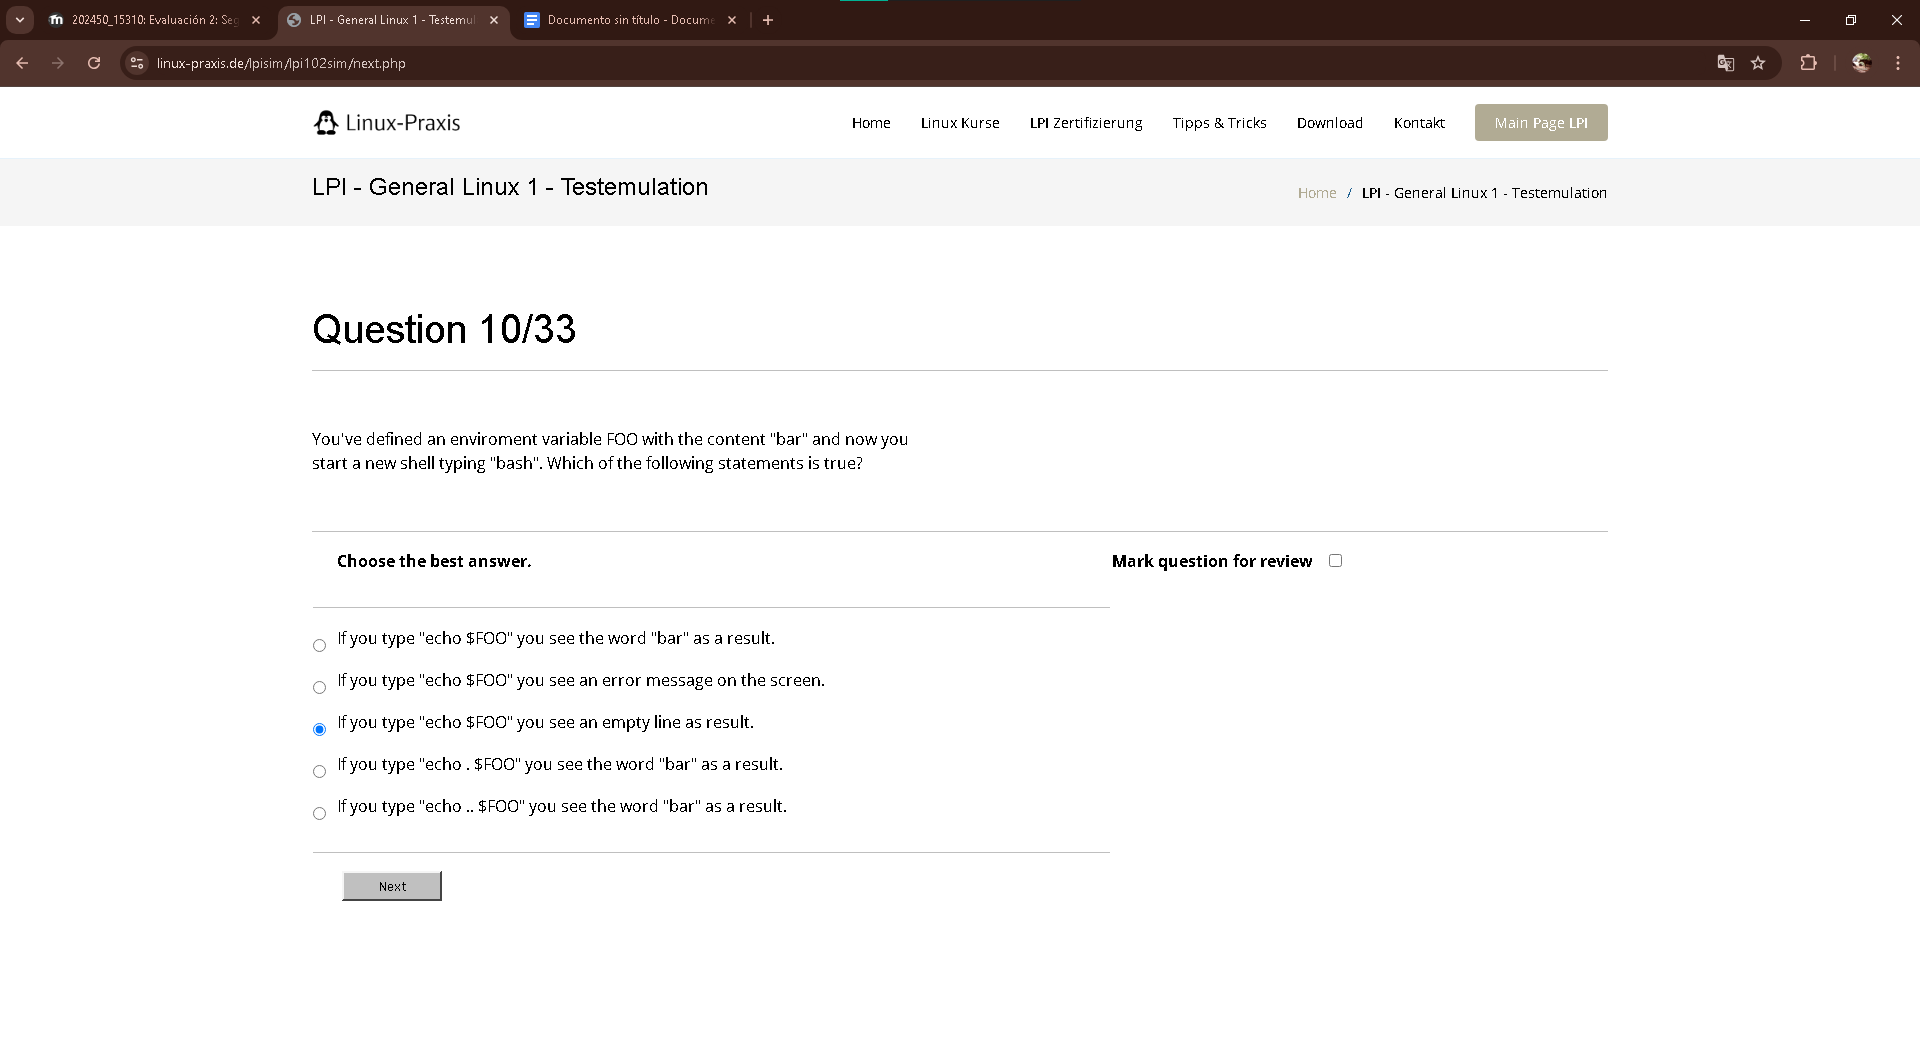 202450_15310: Evaluación 2: Seg
LPI - General Linux 1 - Testemul
Documento sin título - Docume
linux-praxis.de/lpisim/lpi102sim/next.php
Linux-Praxis
Home
Linux Kurse
LPI Zertifizierung
Tipps & Tricks
Download
Kontakt
Main Page LPI
LPI - General Linux 1 - Testemulation
Home / LPI - General Linux 1 - Testemulation
Question 10/33
You've defined an enviroment variable FOO with the content "bar" and now you
start a new shell typing "bash". Which of the following statements is true?
Choose the best answer.
Mark question for review
If you type "echo $FOO" you see the word "bar" as a result.
If you type "echo $FOO" you see an error message on the screen.
If you type "echo $FOO" you see an empty line as result.
If you type "echo . $FOO" you see the word "bar" as a result.
If you type "echo .. $FOO" you see the word "bar" as a result.
Next